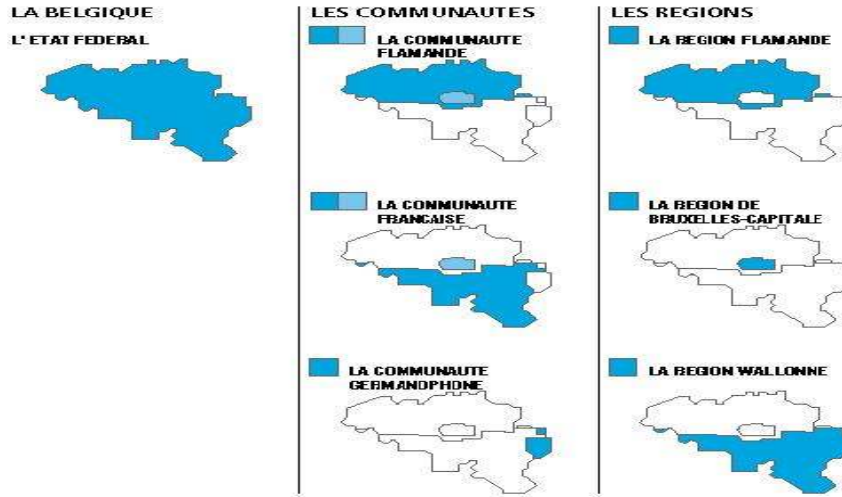 LA BELGIQUE
L'ETAT FEDERAL
LES COMMUNAUTES
LA COMMUNAUTE
FLAMANDE
LA COMMUNAUTE
FRANCAISE
LA COMMUNAUTE
GERMANOPHONE
LES REGIONS
LA REGION FLAMANDE
LA REGION DE
BRUXELLES-CAPITALE
LA REGION WALLONNE